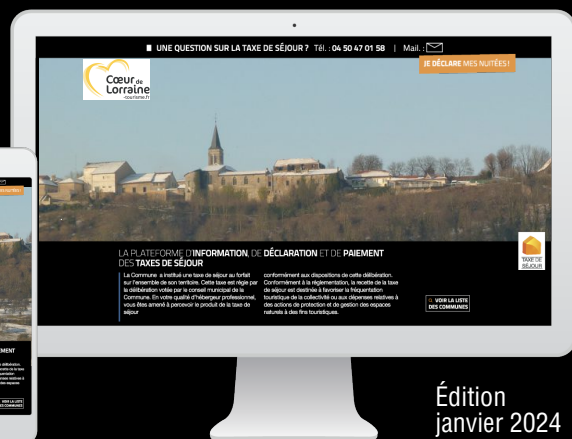 UNE QUESTION SUR LA TAXE DE SÉJOUR ? Tél. : 04 50 47 01 58 | Mail. :
JE DÉCLARE MES NUITÉES !
Cœur de
Lorraine
-tourisme.fr
LA PLATEFORME D'INFORMATION, DE DÉCLARATION ET DE PAIEMENT
DES TAXES DE SÉJOUR
La Commune a institué une taxe de séjour au forfait
sur l'ensemble de son territoire. Cette taxe est régie par
la délibération votée par le conseil municipal de la
Commune. En votre qualité d'hébergeur professionnel,
vous êtes amené à percevoir le produit de la taxe de
séjour
conformément aux dispositions de cette délibération.
Conformément à la réglementation, la recette de la taxe
de séjour est destinée à favoriser la fréquentation
touristique de la collectivité ou aux dépenses relatives à
des actions de protection et de gestion des espaces
naturels à des fins touristiques.
TAXE DE
SÉJOUR
VOIR LA LISTE
DES COMMUNES
Édition
janvier 2024